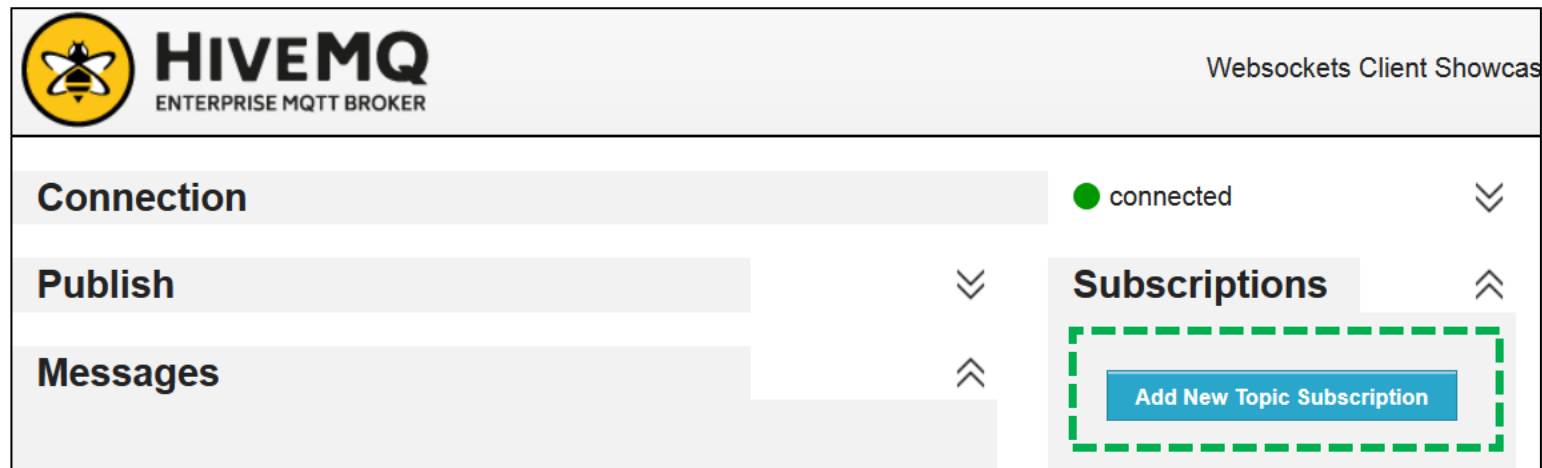 HIVEMQ
ENTERPRISE MQTT BROKER
Websockets Client Showcas
Connection
connected
Publish
Subscriptions
Messages
Add New Topic Subscription